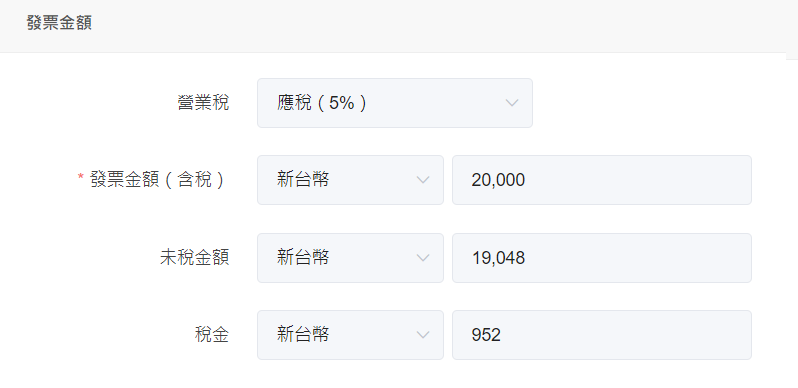 發票金額
營業稅 應稅 ( 5% )
* 發票金額 ( 含稅 ) 新台幣 20,000
未稅金額 新台幣 19,048
稅金 新台幣 952